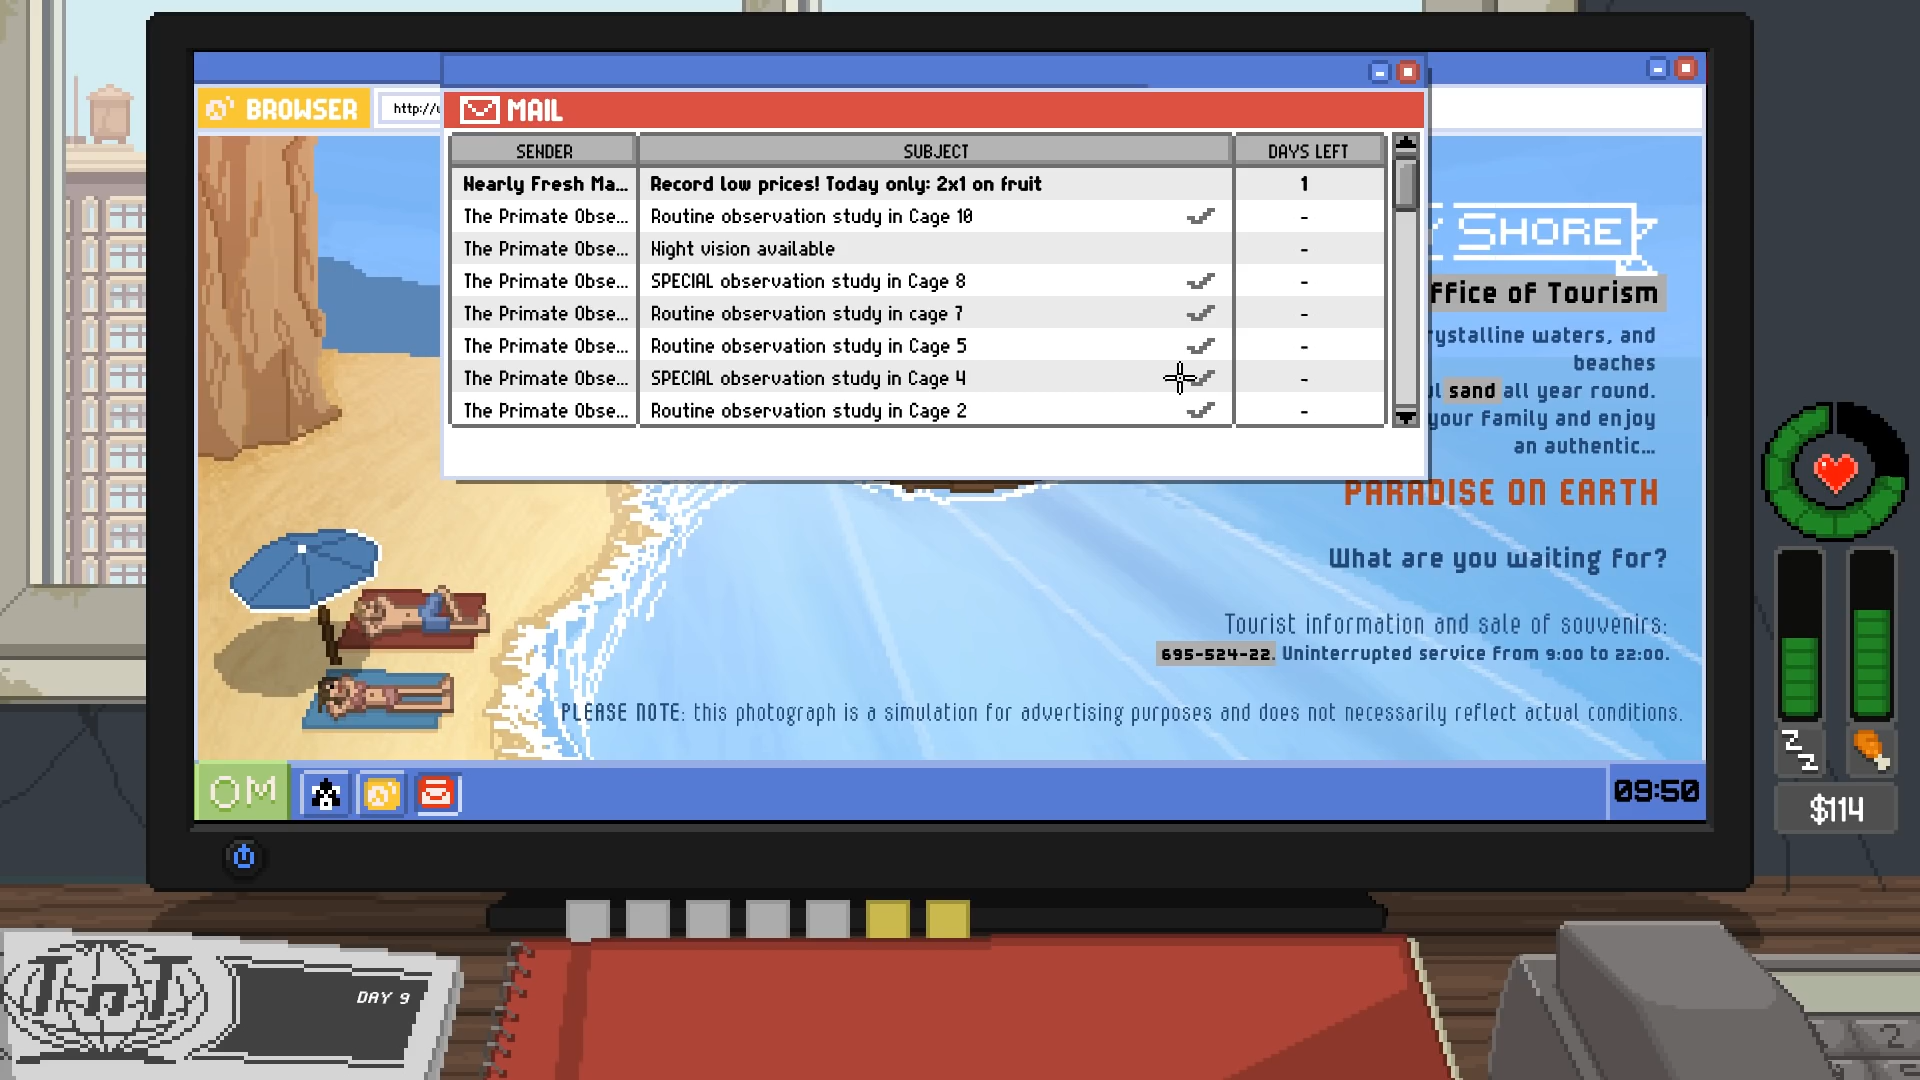 BROWSER
http://
MAIL
SENDER SUBJECT DAYS LEFT
Nearly Fresh Ma... Record low prices! Today only: 2x1 on fruit 1
The Primate Obse... Routine observation study in Cage 10 -
The Primate Obse... Night vision available -
The Primate Obse... SPECIAL observation study in Cage 8 -
The Primate Obse... Routine observation study in cage 7 -
The Primate Obse... Routine observation study in Cage 5 -
The Primate Obse... SPECIAL observation study in Cage 4 -
The Primate Obse... Routine observation study in Cage 2 -
SHORE
ffice of Tourism
rystalline waters, and
beaches
sand all year round.
your family and enjoy
an authentic...
PARADISE ON EARTH
What are you waiting for?
Tourist information and sale of souvenirs:
695-524-22. Uninterrupted service from 9:00 to 22:00.
PLEASE NOTE: this photograph is a simulation for advertising purposes and does not necessarily reflect actual conditions.
OM
09:50
$114
TnT
DAY 9
2